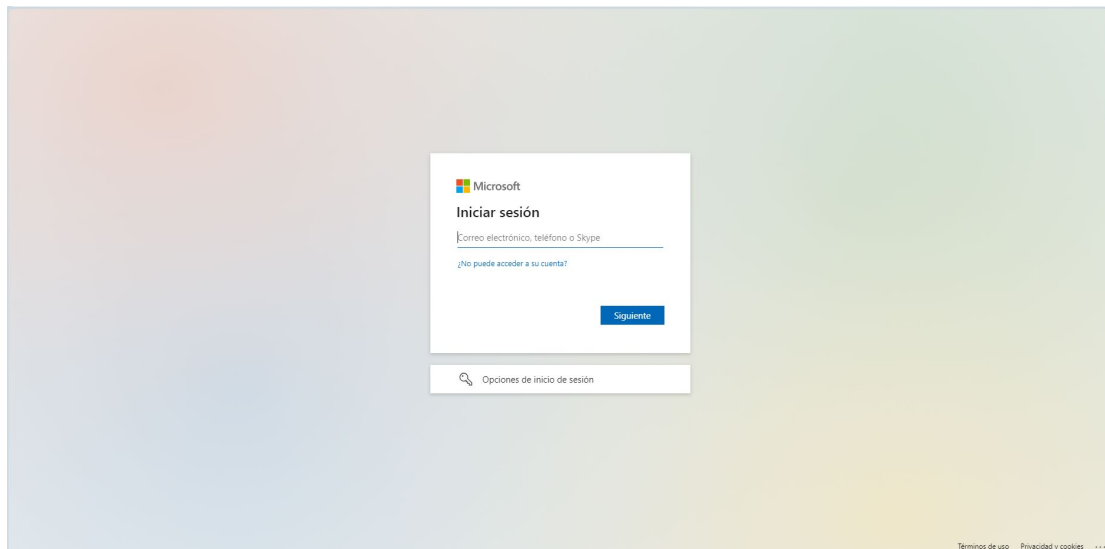 Microsoft
Iniciar sesión
Correo electrónico, teléfono o Skype
¿No puede acceder a su cuenta?
Siguiente
Opciones de inicio de sesión
Términos de uso Privacidad y cookies ...